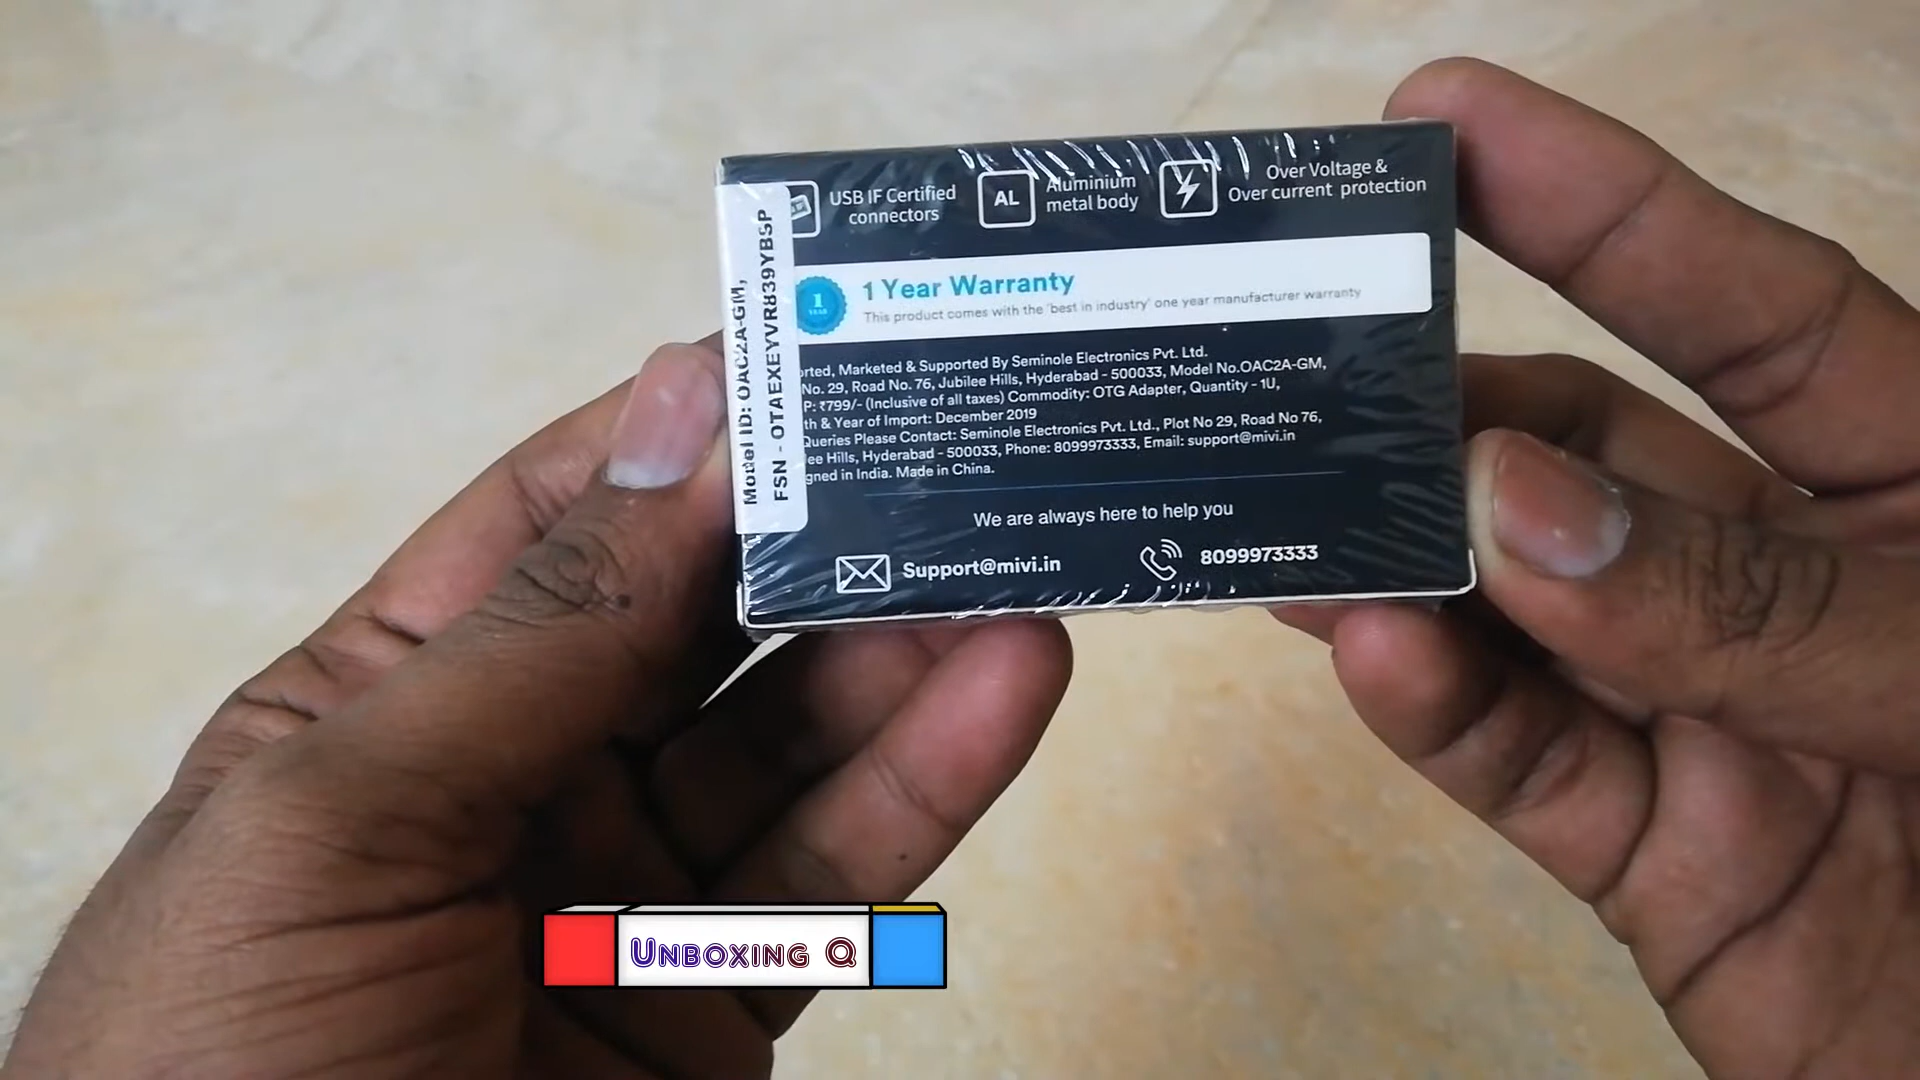 USB IF Certified
connectors
AL
Aluminium
metal body
Over Voltage &
Over current protection
1
YEAR
1 Year Warranty
This product comes with the 'best in industry' one year manufacturer warranty
Model ID: OAC2A-GM,
FSN - OTAEXEYVR839YBSP
orted, Marketed & Supported By Seminole Electronics Pvt. Ltd.
No. 29, Road No. 76, Jubilee Hills, Hyderabad - 500033, Model No.OAC2A-GM,
P: ₹799/- (Inclusive of all taxes) Commodity: OTG Adapter, Quantity - 1U,
th & Year of Import: December 2019
Queries Please Contact: Seminole Electronics Pvt. Ltd., Plot No 29, Road No 76,
ee Hills, Hyderabad - 500033, Phone: 8099973333, Email: support@mivi.in
gned in India. Made in China.
We are always here to help you
Support@mivi.in
8099973333
Unboxing Q